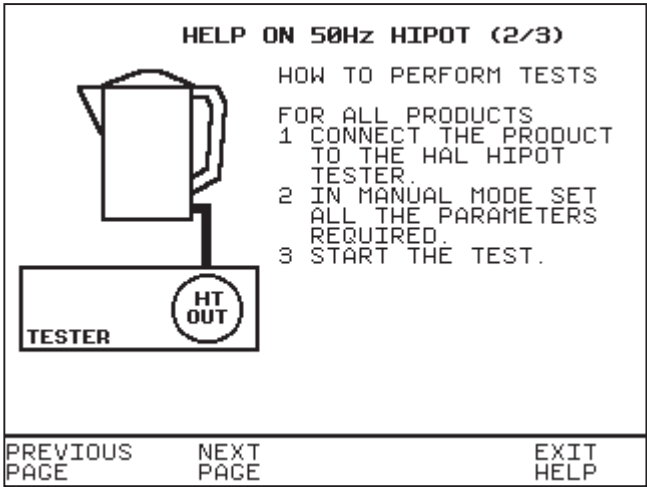 HELP ON 50Hz HIPOT (2/3)
HOW TO PERFORM TESTS
FOR ALL PRODUCTS
1 CONNECT THE PRODUCT
TO THE HAL HIPOT
TESTER.
2 IN MANUAL MODE SET
ALL THE PARAMETERS
REQUIRED.
3 START THE TEST.
HT
OUT
TESTER
PREVIOUS
PAGE
NEXT
PAGE
EXIT
HELP